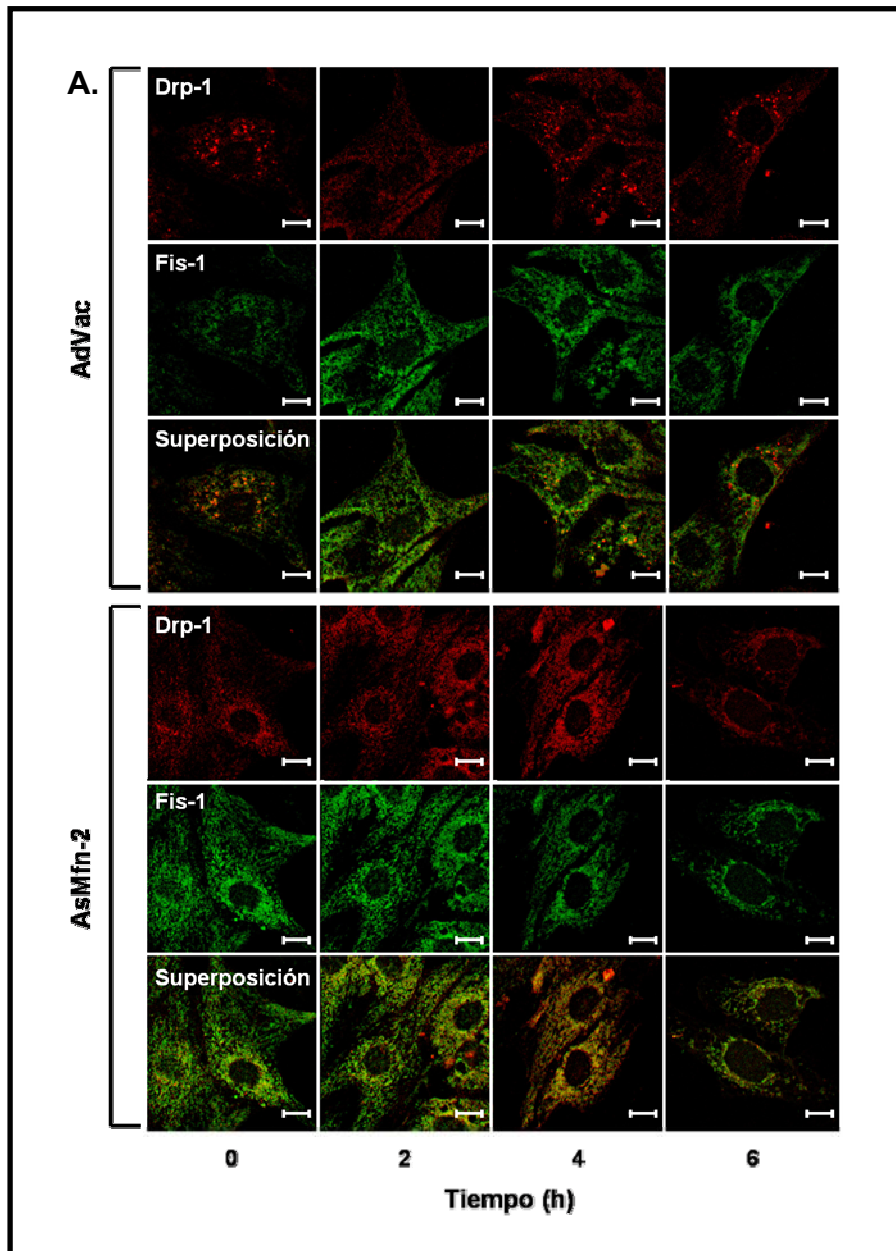 A.
AdVac
Drp-1
Fis-1
Superposición
AsMfn-2
Drp-1
Fis-1
Superposición
0 2 4 6
Tiempo (h)